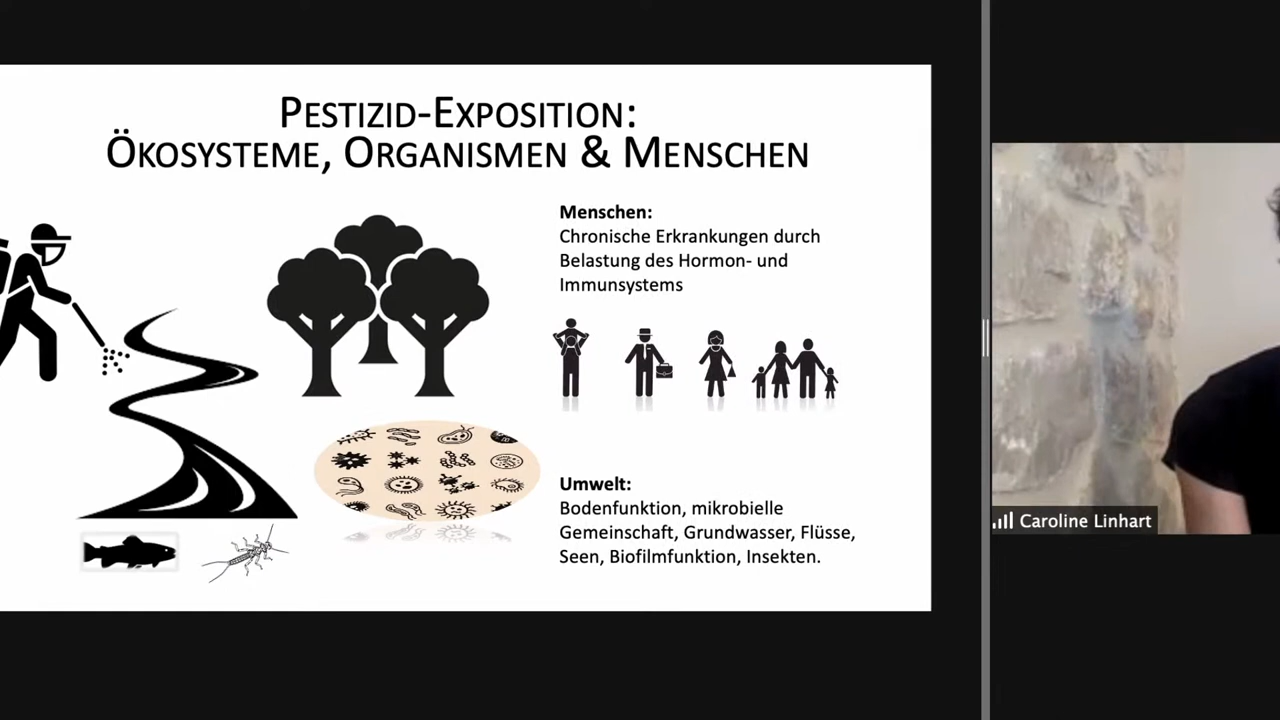 PESTIZID-EXPOSITION:
ÖKOSYSTEME, ORGANISMEN & MENSCHEN
Menschen:
Chronische Erkrankungen durch
Belastung des Hormon- und
Immunsystems
Umwelt:
Bodenfunktion, mikrobielle
Gemeinschaft, Grundwasser, Flüsse,
Seen, Biofilmfunktion, Insekten.
Caroline Linhart